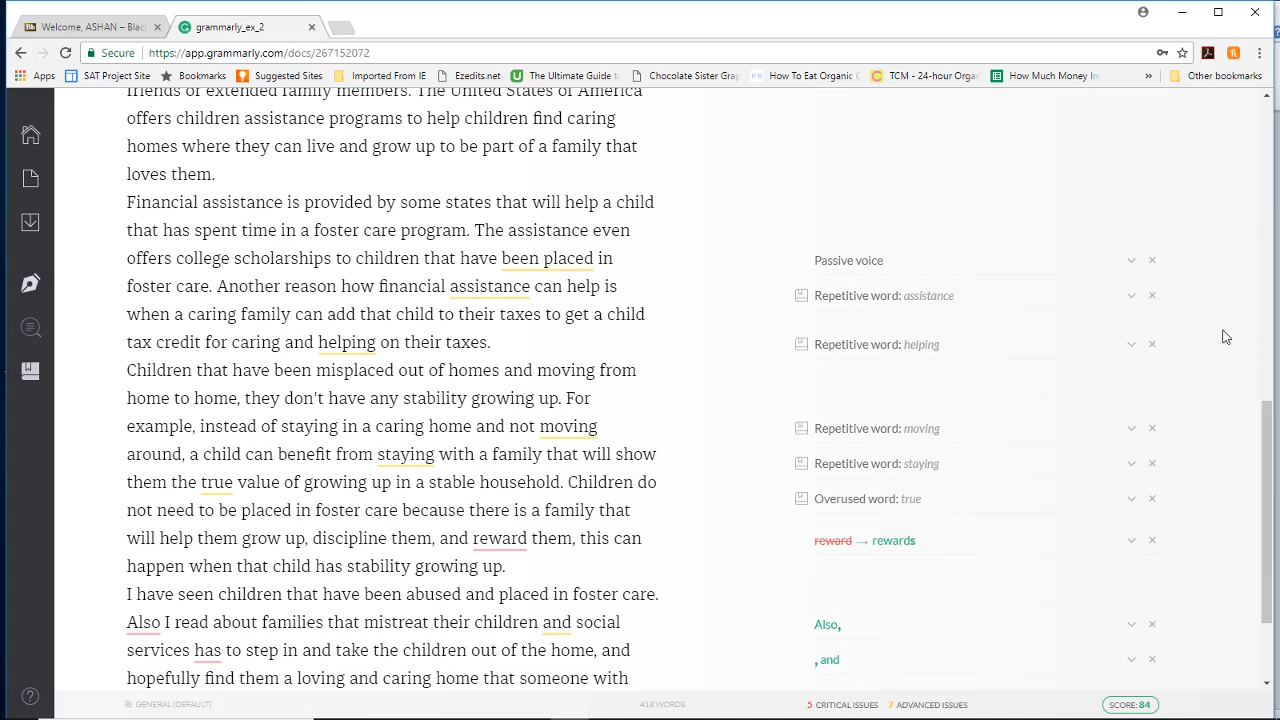 Welcome, ASHAN – Blac
grammarly_ex_2
Secure https://app.grammarly.com/docs/267152072
Apps SAT Project Site Bookmarks Suggested Sites Imported From IE Ezedits.net The Ultimate Guide to Chocolate Sister Gra How To Eat Organic TCM - 24-hour Orga How Much Money In » Other bookmarks
friends or extended family members. The United States of America
offers children assistance programs to help children find caring
homes where they can live and grow up to be part of a family that
loves them.
Financial assistance is provided by some states that will help a child
that has spent time in a foster care program. The assistance even
offers college scholarships to children that have been placed in
Passive voice
foster care. Another reason how financial assistance can help is
Repetitive word: assistance
when a caring family can add that child to their taxes to get a child
tax credit for caring and helping on their taxes.
Repetitive word: helping
Children that have been misplaced out of homes and moving from
home to home, they don't have any stability growing up. For
example, instead of staying in a caring home and not moving
Repetitive word: moving
around, a child can benefit from staying with a family that will show
Repetitive word: staying
them the true value of growing up in a stable household. Children do
Overused word: true
not need to be placed in foster care because there is a family that
will help them grow up, discipline them, and reward them, this can
reward → rewards
happen when that child has stability growing up.
I have seen children that have been abused and placed in foster care.
Also I read about families that mistreat their children and social
Also,
services has to step in and take the children out of the home, and
, and
hopefully find them a loving and caring home that someone with
GENERAL (DEFAULT) 418 WORDS 5 CRITICAL ISSUES 7 ADVANCED ISSUES SCORE: 84